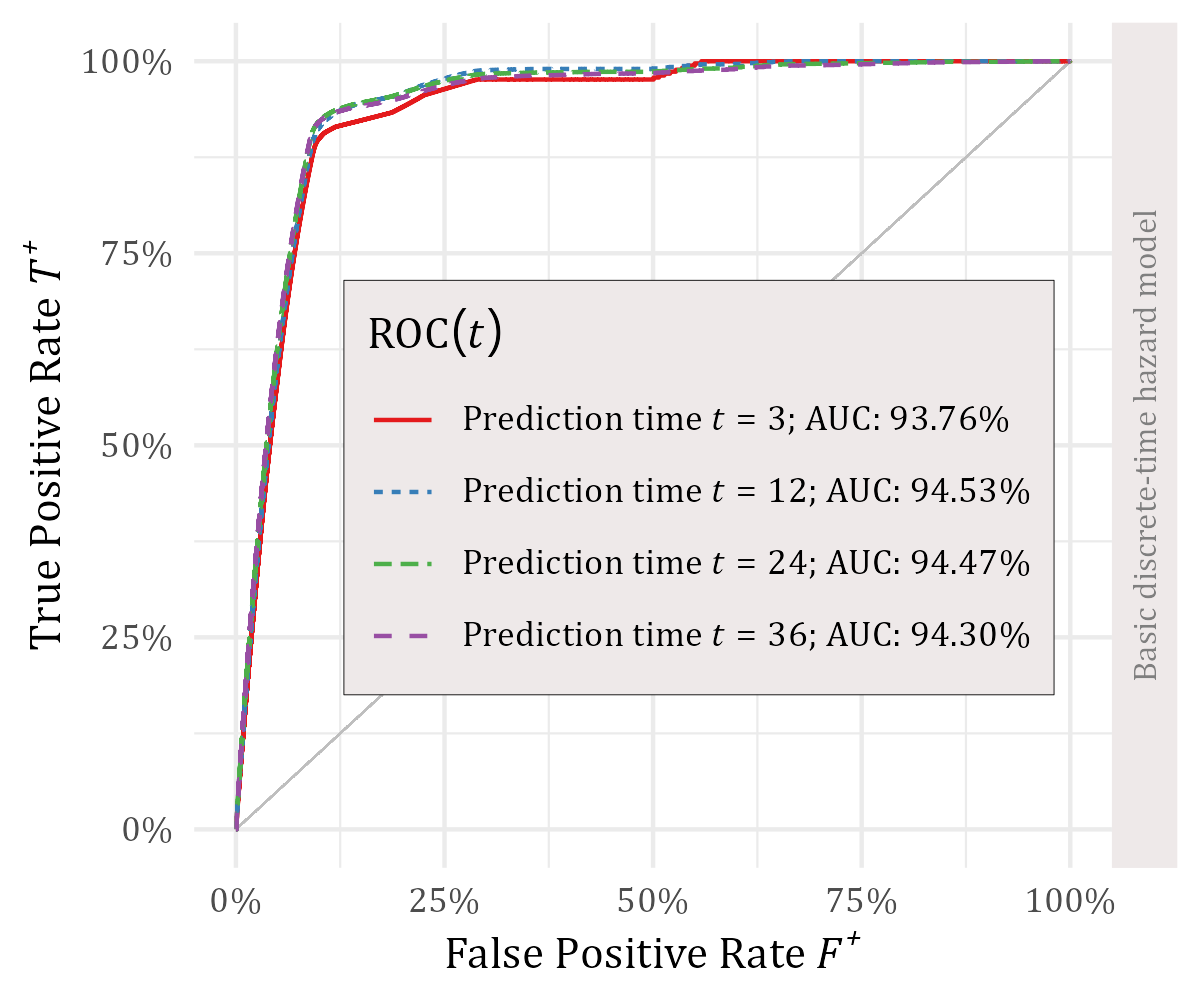 100%
75%
50%
25%
0%
True Positive Rate T⁺
ROC(t)
Prediction time t = 3; AUC: 93.76%
Prediction time t = 12; AUC: 94.53%
Prediction time t = 24; AUC: 94.47%
Prediction time t = 36; AUC: 94.30%
Basic discrete-time hazard model
0% 25% 50% 75% 100%
False Positive Rate F⁺